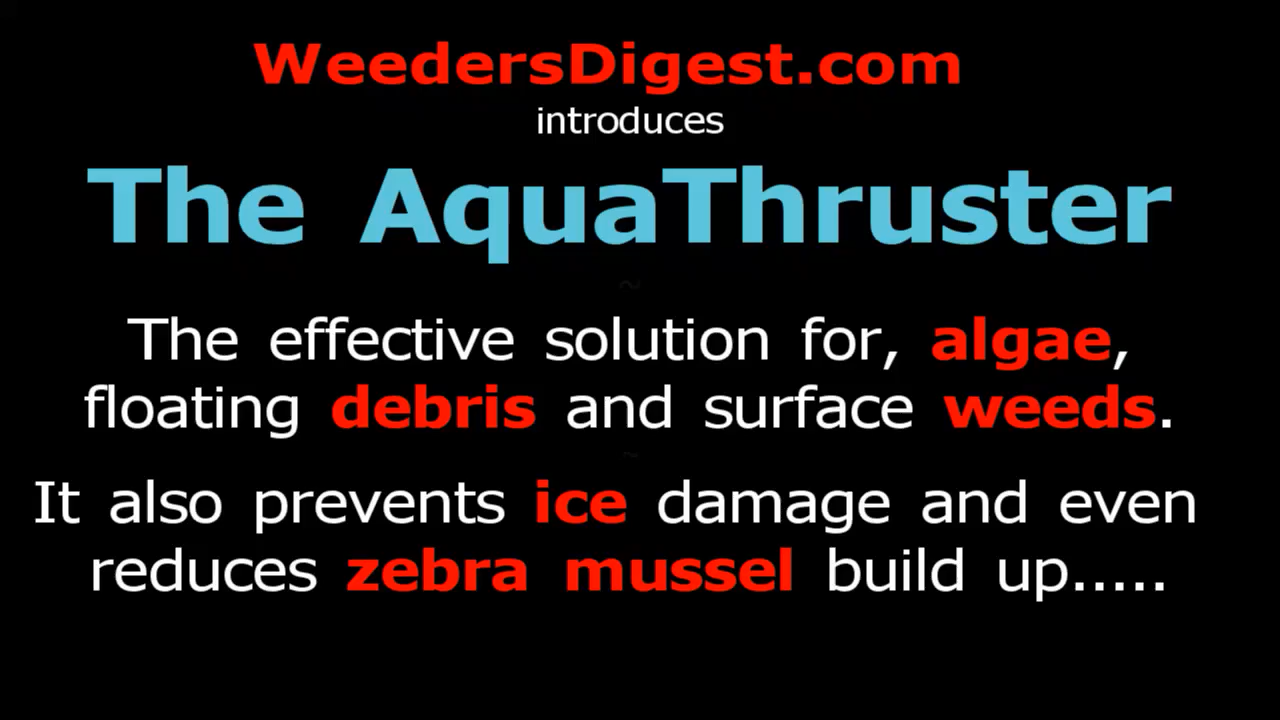 WeedersDigest.com
introduces
The AquaThruster
~
The effective solution for, algae,
floating debris and surface weeds.
~
It also prevents ice damage and even
reduces zebra mussel build up.....